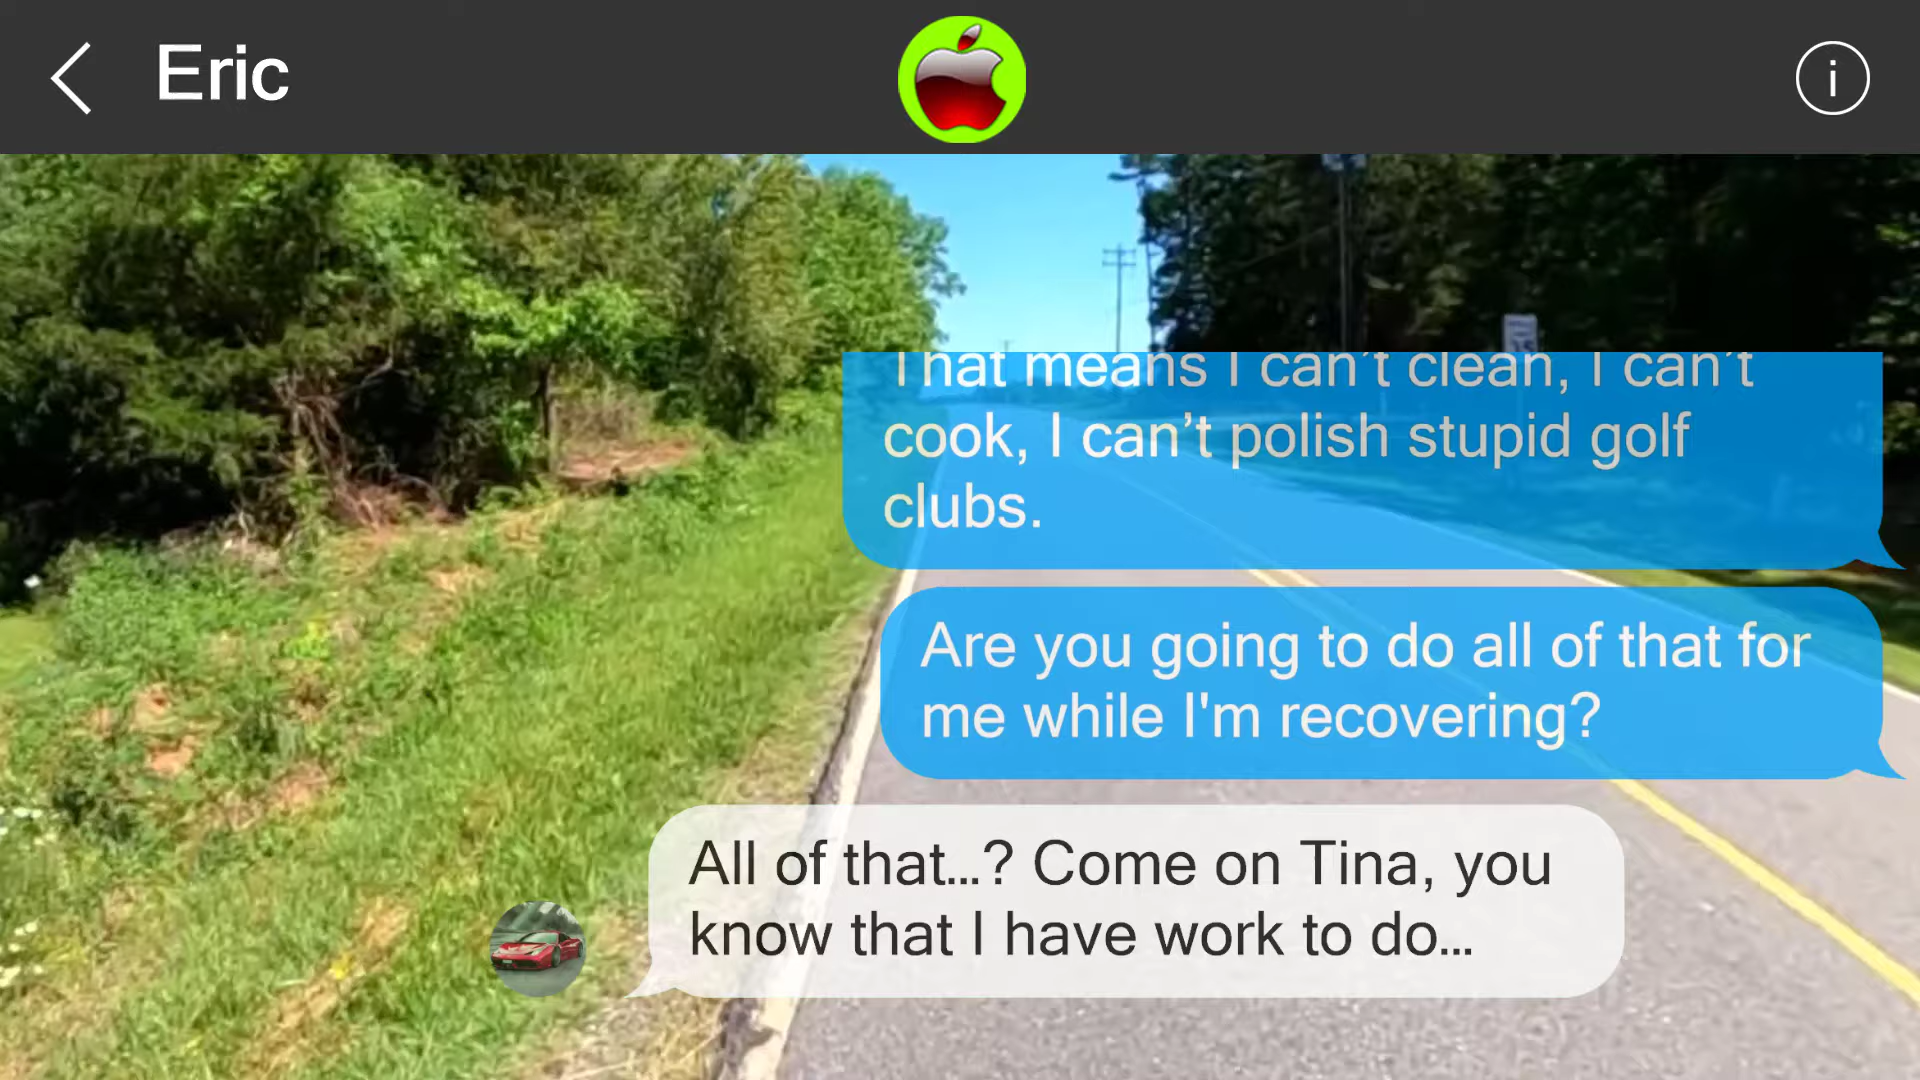 Eric
i
That means I can't clean, I can't
cook, I can’t polish stupid golf
clubs.
Are you going to do all of that for
me while I'm recovering?
All of that...? Come on Tina, you
know that I have work to do...